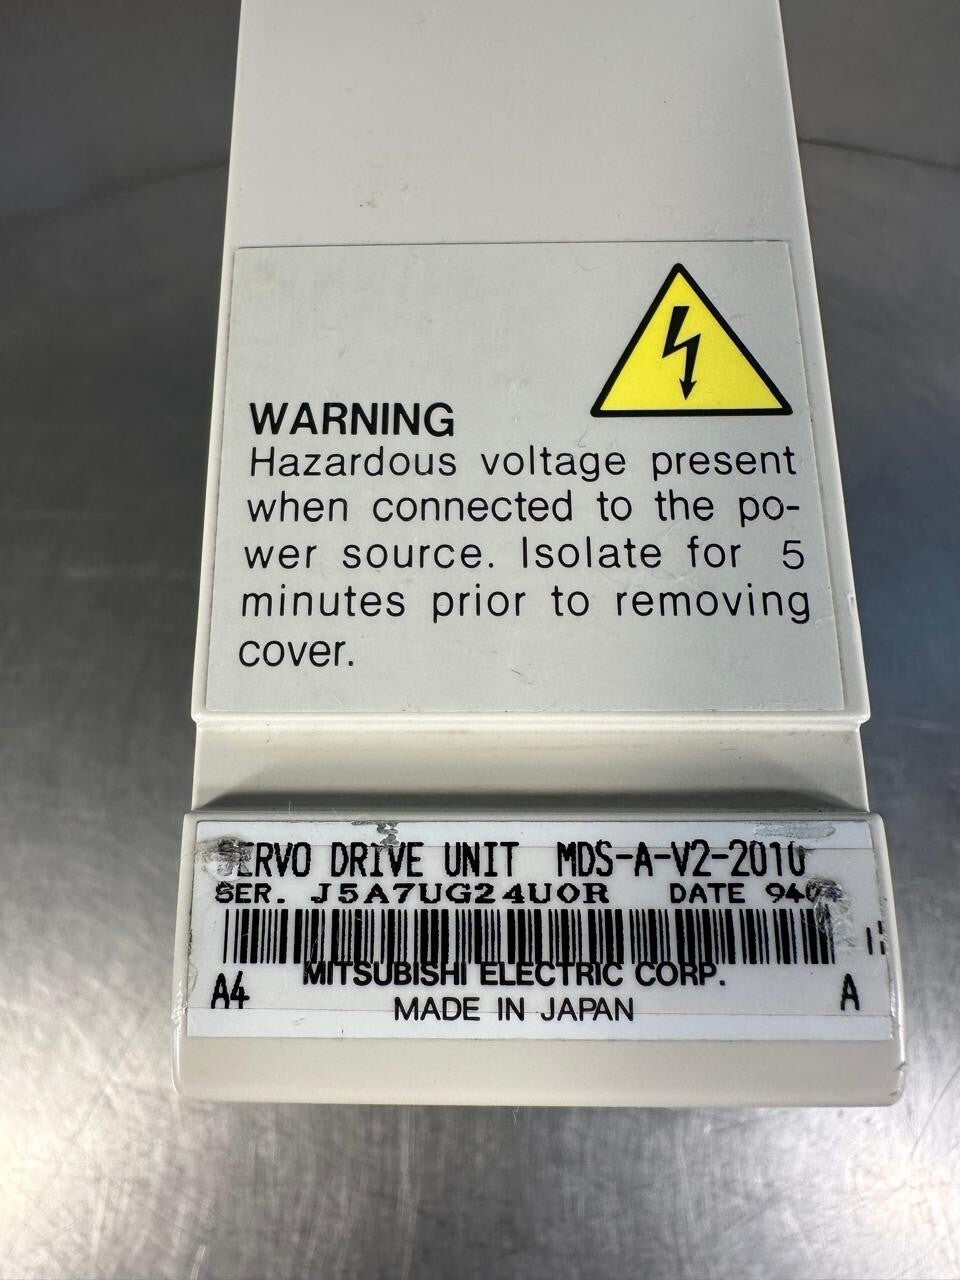 WARNING
Hazardous voltage present
when connected to the po-
wer source. Isolate for 5
minutes prior to removing
cover.
SERVO DRIVE UNIT MDS-A-V2-2010
SER. J5A7UG24U0R DATE
MITSUBISHI ELECTRIC CORP.
A4 MADE IN JAPAN A